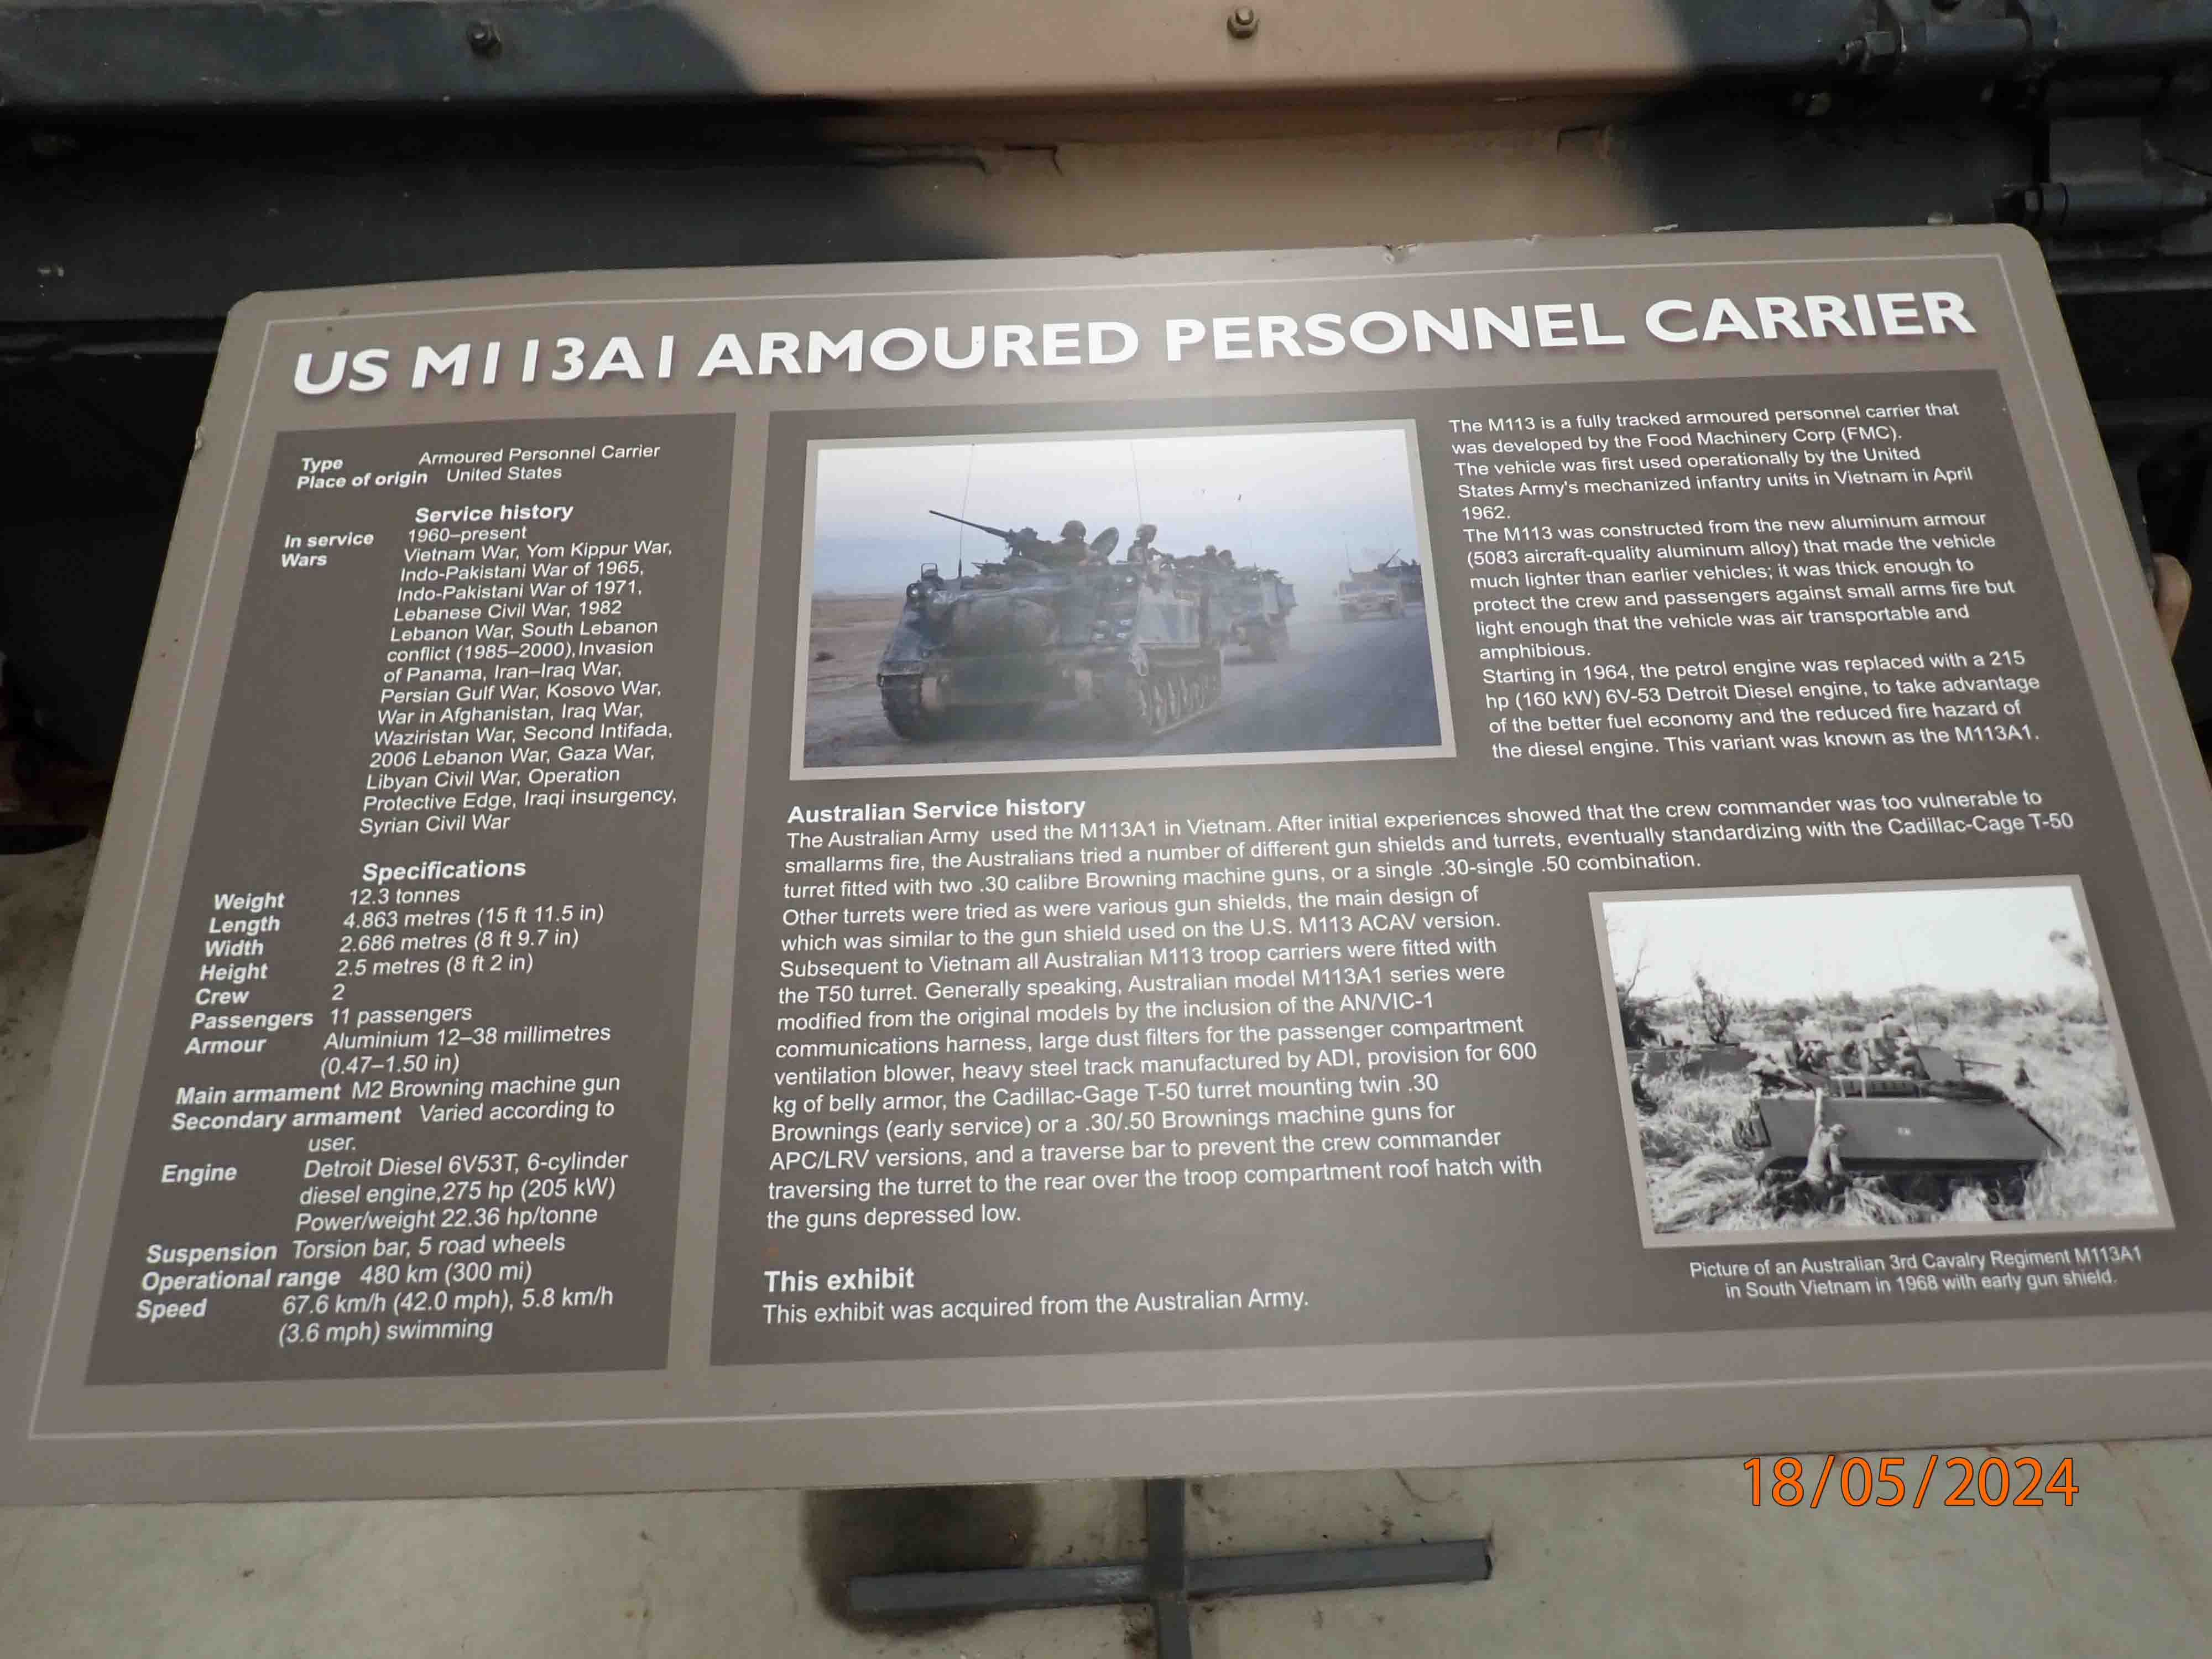 US M113A1 ARMOURED PERSONNEL CARRIER
Type Armoured Personnel Carrier
Place of origin United States
Service history
In service 1960–present
Wars Vietnam War, Yom Kippur War,
Indo-Pakistani War of 1965,
Indo-Pakistani War of 1971,
Lebanese Civil War, 1982
Lebanon War, South Lebanon
conflict (1985–2000),Invasion
of Panama, Iran–Iraq War,
Persian Gulf War, Kosovo War,
War in Afghanistan, Iraq War,
Waziristan War, Second Intifada,
2006 Lebanon War, Gaza War,
Libyan Civil War, Operation
Protective Edge, Iraqi insurgency,
Syrian Civil War
Specifications
Weight 12.3 tonnes
Length 4.863 metres (15 ft 11.5 in)
Width 2.686 metres (8 ft 9.7 in)
Height 2.5 metres (8 ft 2 in)
Crew 2
Passengers 11 passengers
Armour Aluminium 12–38 millimetres
(0.47–1.50 in)
Main armament M2 Browning machine gun
Secondary armament Varied according to
user.
Engine Detroit Diesel 6V53T, 6-cylinder
diesel engine,275 hp (205 kW)
Power/weight 22.36 hp/tonne
Suspension Torsion bar, 5 road wheels
Operational range 480 km (300 mi)
Speed 67.6 km/h (42.0 mph), 5.8 km/h
(3.6 mph) swimming
The M113 is a fully tracked armoured personnel carrier that
was developed by the Food Machinery Corp (FMC).
The vehicle was first used operationally by the United
States Army's mechanized infantry units in Vietnam in April
1962.
The M113 was constructed from the new aluminum armour
(5083 aircraft-quality aluminum alloy) that made the vehicle
much lighter than earlier vehicles; it was thick enough to
protect the crew and passengers against small arms fire but
light enough that the vehicle was air transportable and
amphibious.
Starting in 1964, the petrol engine was replaced with a 215
hp (160 kW) 6V-53 Detroit Diesel engine, to take advantage
of the better fuel economy and the reduced fire hazard of
the diesel engine. This variant was known as the M113A1.
Australian Service history
The Australian Army used the M113A1 in Vietnam. After initial experiences showed that the crew commander was too vulnerable to
smallarms fire, the Australians tried a number of different gun shields and turrets, eventually standardizing with the Cadillac-Cage T-50
turret fitted with two .30 calibre Browning machine guns, or a single .30-single .50 combination.
Other turrets were tried as were various gun shields, the main design of
which was similar to the gun shield used on the U.S. M113 ACAV version.
Subsequent to Vietnam all Australian M113 troop carriers were fitted with
the T50 turret. Generally speaking, Australian model M113A1 series were
modified from the original models by the inclusion of the AN/VIC-1
communications harness, large dust filters for the passenger compartment
ventilation blower, heavy steel track manufactured by ADI, provision for 600
kg of belly armor, the Cadillac-Gage T-50 turret mounting twin .30
Brownings (early service) or a .30/.50 Brownings machine guns for
APC/LRV versions, and a traverse bar to prevent the crew commander
traversing the turret to the rear over the troop compartment roof hatch with
the guns depressed low.
Picture of an Australian 3rd Cavalry Regiment M113A1
in South Vietnam in 1968 with early gun shield.
This exhibit
This exhibit was acquired from the Australian Army.
18/05/2024